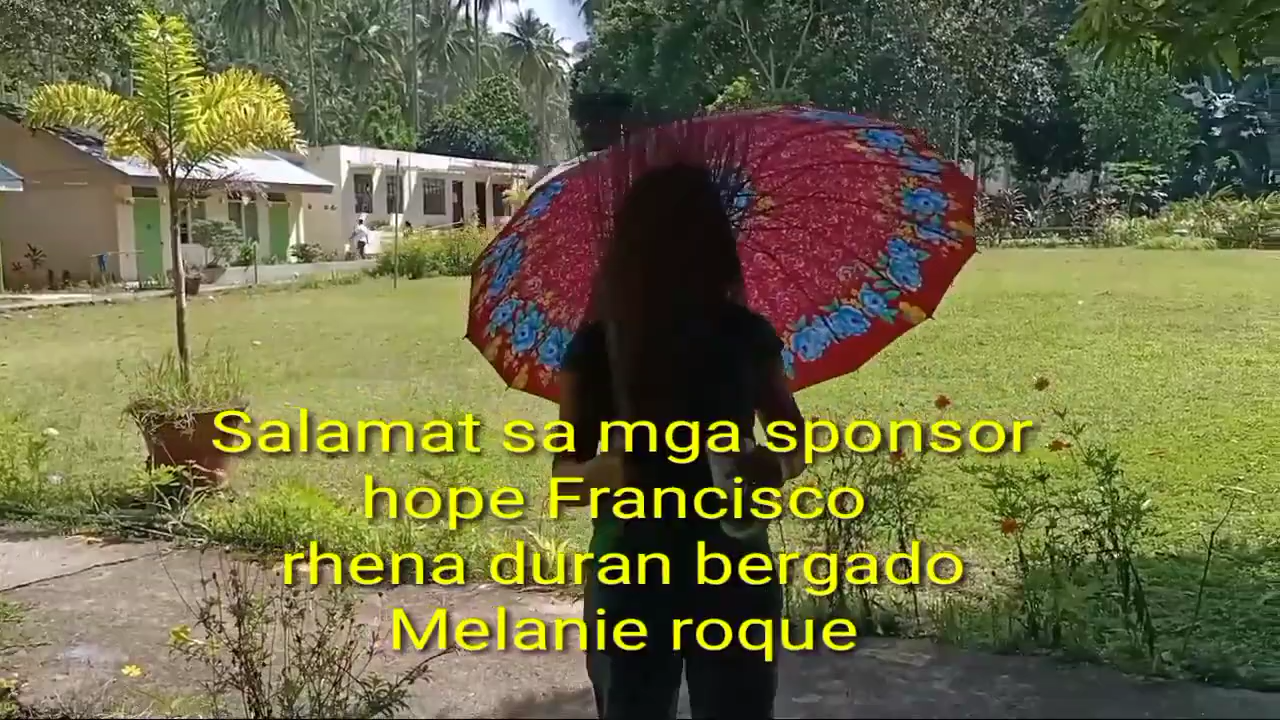 Salamat sa mga sponsor
hope Francisco
rhena duran bergado
Melanie roque